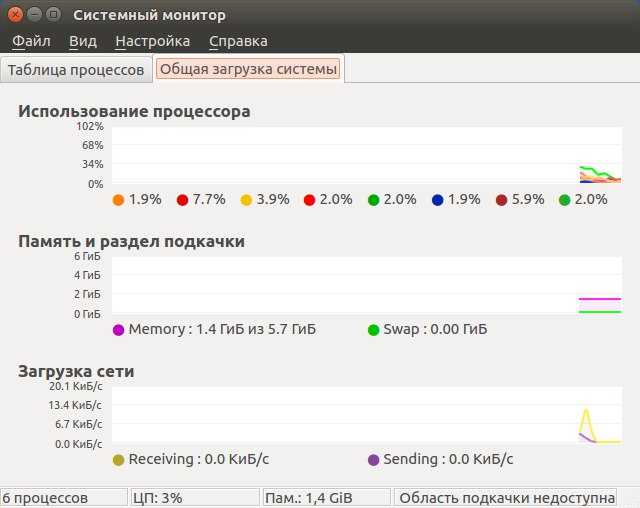 Системный монитор
Файл Вид Настройка Справка
Таблица процессов Общая загрузка системы
Использование процессора
102%
68%
34%
0%
1.9% 7.7% 3.9% 2.0% 2.0% 1.9% 5.9% 2.0%
Память и раздел подкачки
6 ГиБ
4 ГиБ
2 ГиБ
0 ГиБ
Memory : 1.4 ГиБ из 5.7 ГиБ Swap : 0.00 ГиБ
Загрузка сети
20.1 КиБ/с
13.4 КиБ/с
6.7 КиБ/с
0.0 КиБ/с
Receiving : 0.0 КиБ/с Sending : 0.0 КиБ/с
6 процессов ЦП: 3% Пам.: 1,4 GiB Область подкачки недоступна